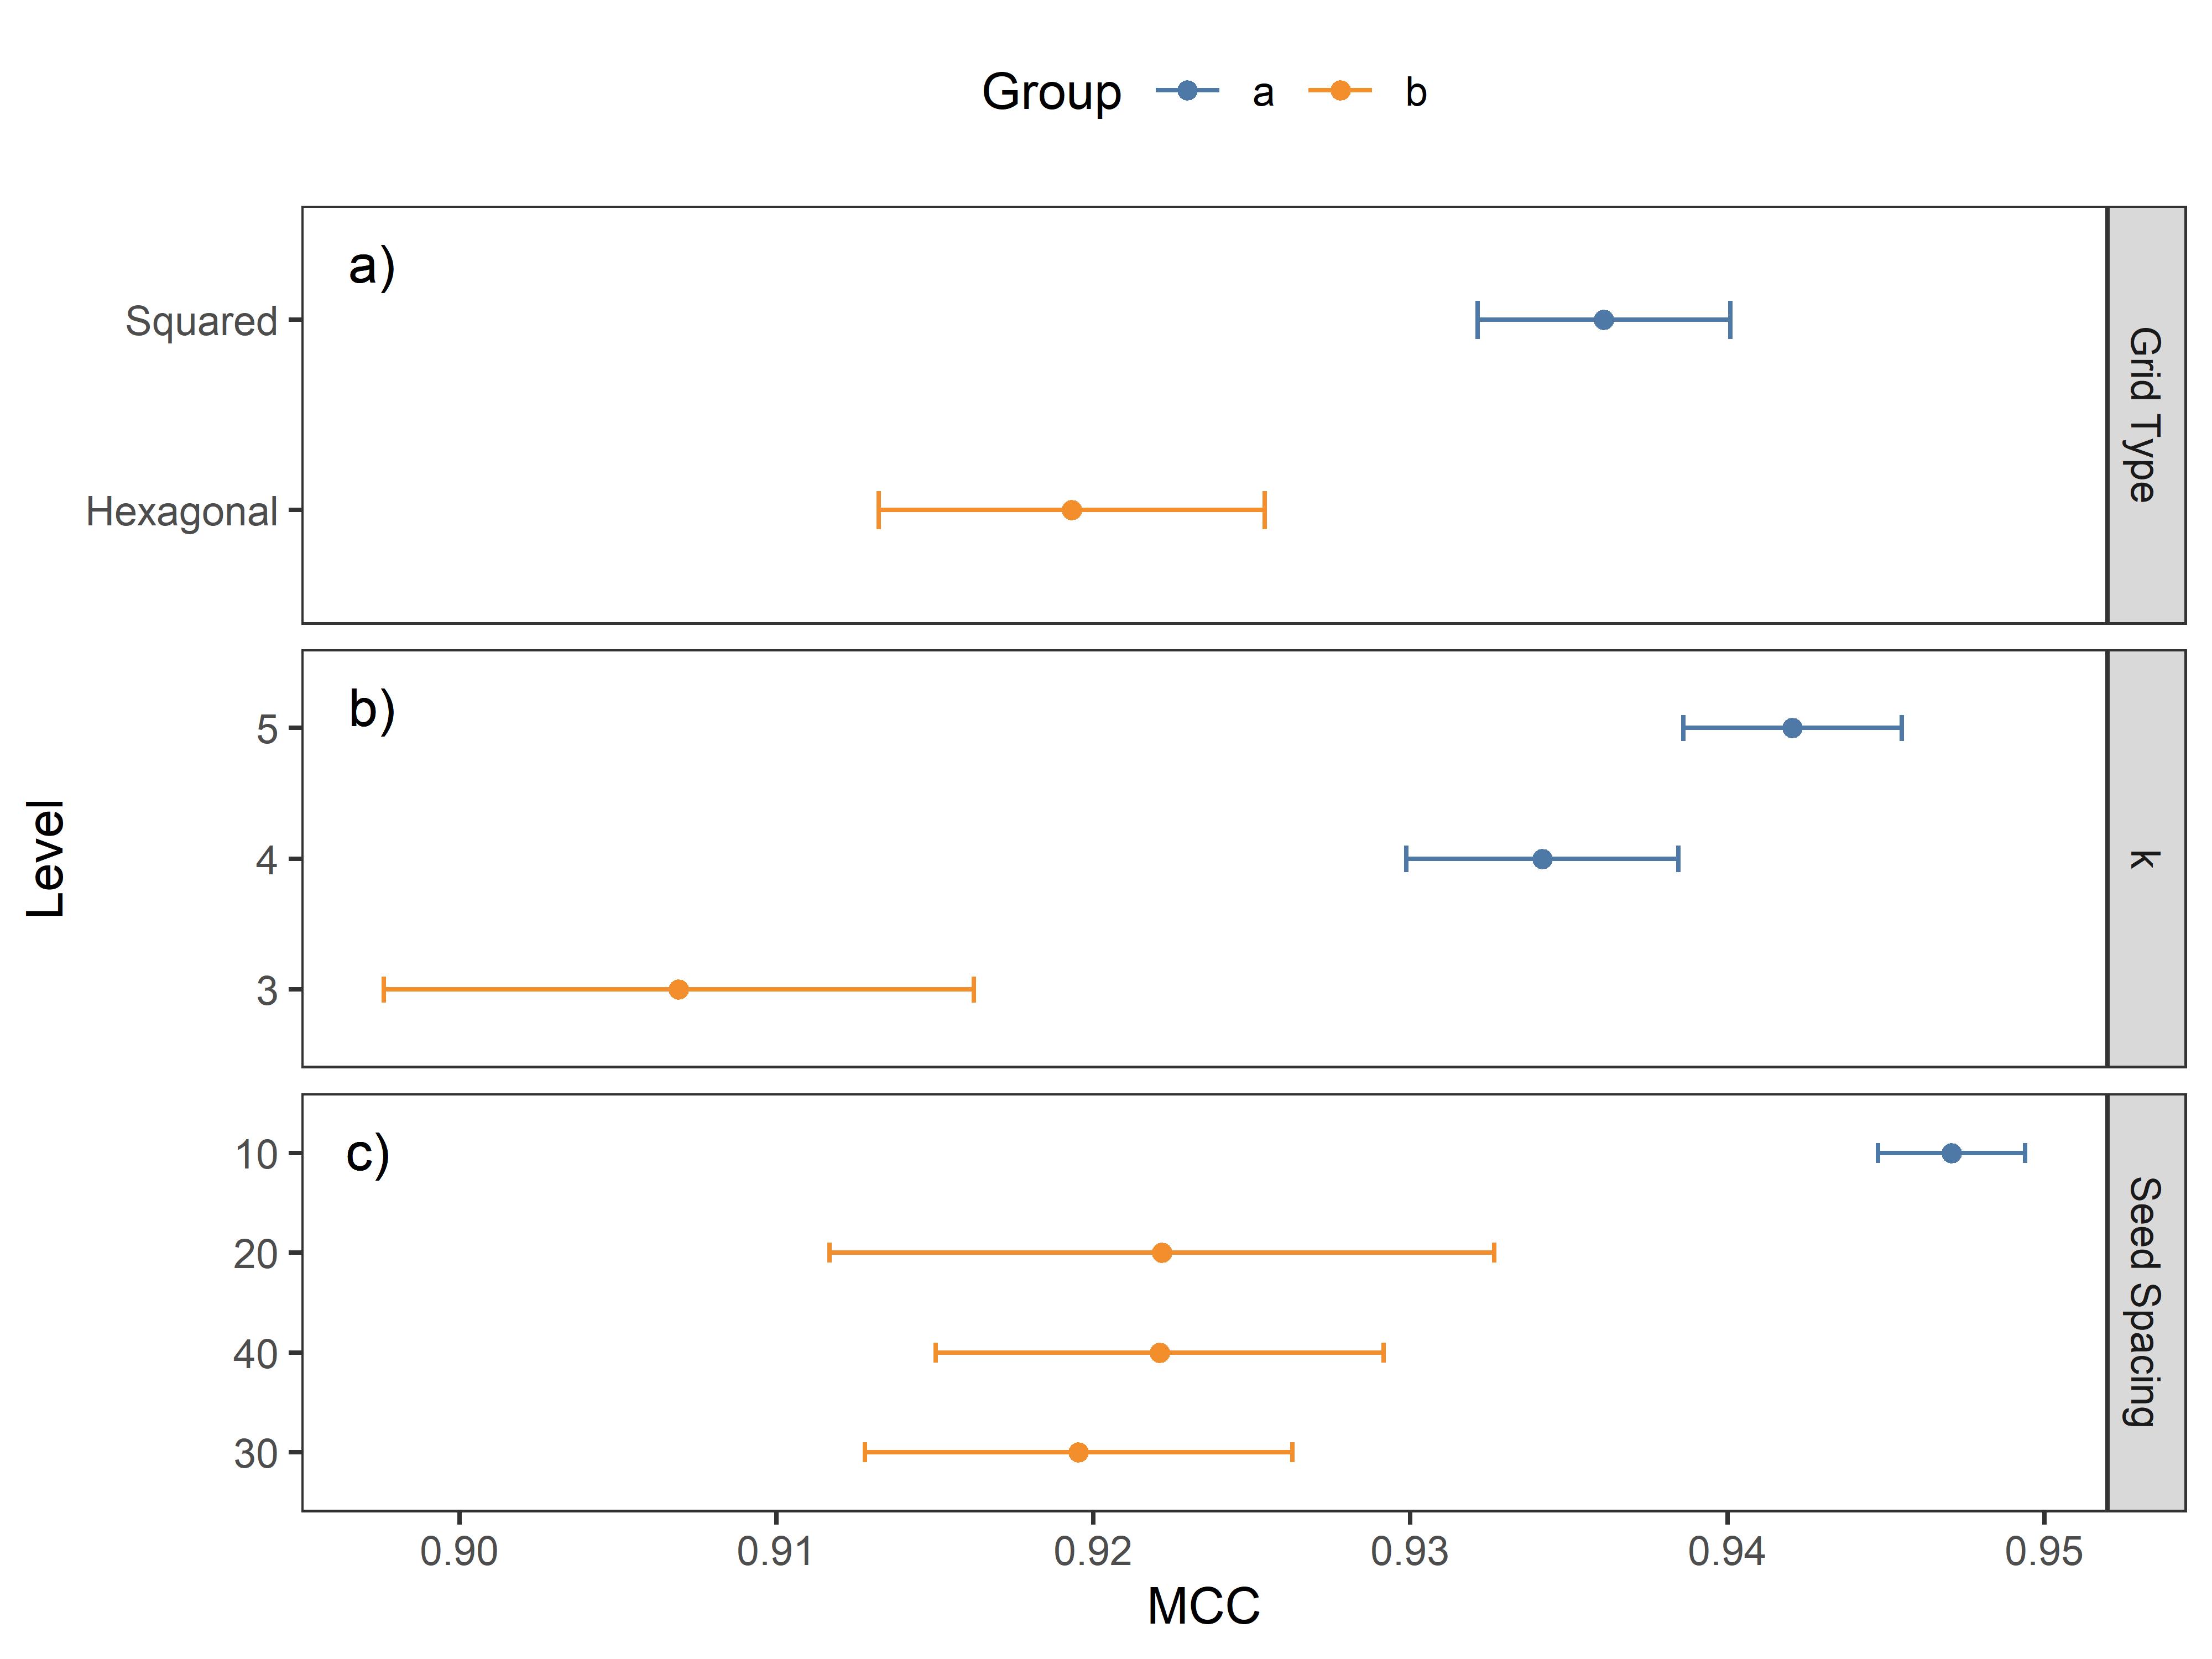 Group a b
a)
Squared
Hexagonal
Grid Type
b)
5
4
3
k
Level
c)
10
20
40
30
Seed Spacing
0.90 0.91 0.92 0.93 0.94 0.95
MCC